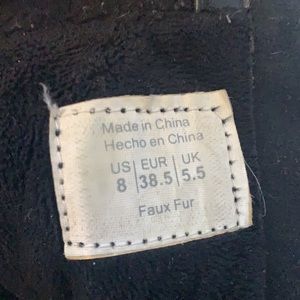 Made in China
Hecho en China
US | EUR | UK
8 | 38.5 | 5.5
Faux Fur